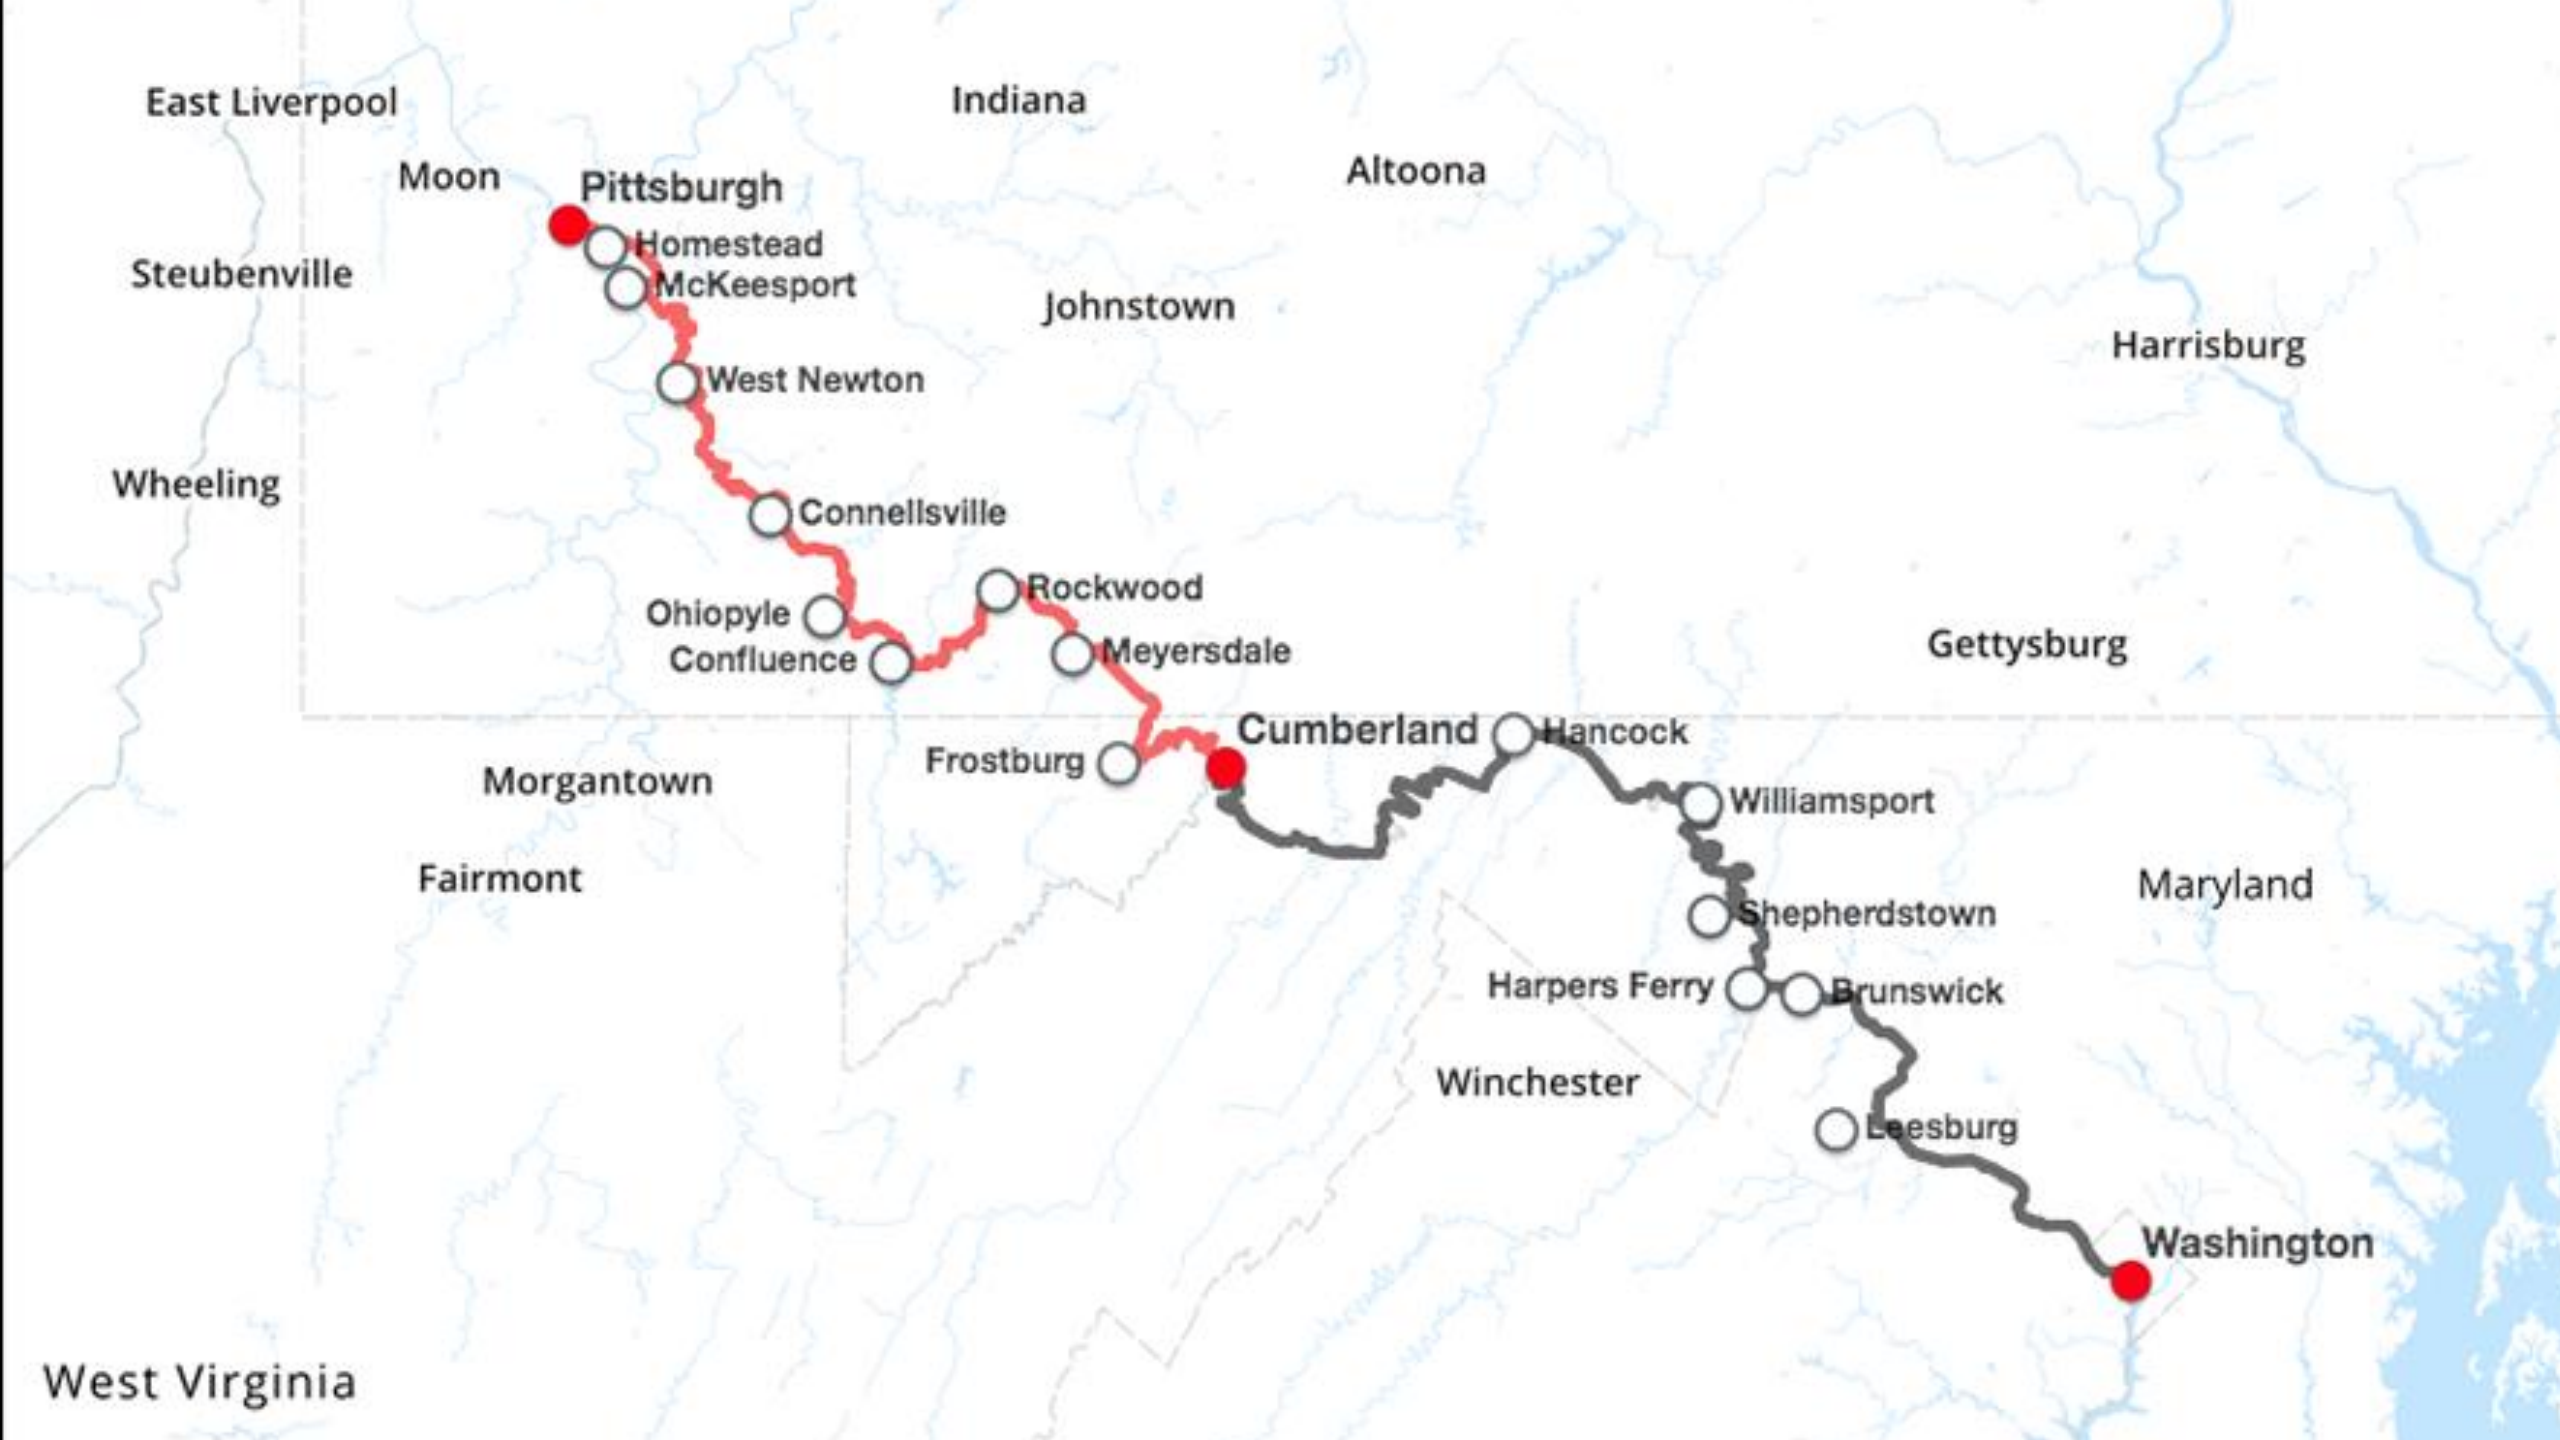 East Liverpool
Indiana
Moon
Pittsburgh
Altoona
Homestead
Steubenville
McKeesport
Johnstown
Harrisburg
West Newton
Wheeling
Connellsville
Rockwood
Ohiopyle
Confluence
Meyersdale
Gettysburg
Cumberland
Hancock
Frostburg
Morgantown
Williamsport
Fairmont
Maryland
Shepherdstown
Harpers Ferry
Brunswick
Winchester
Leesburg
Washington
West Virginia